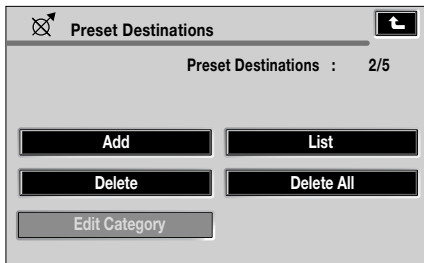 Preset Destinations
Preset Destinations : 2/5
Add
List
Delete
Delete All
Edit Category